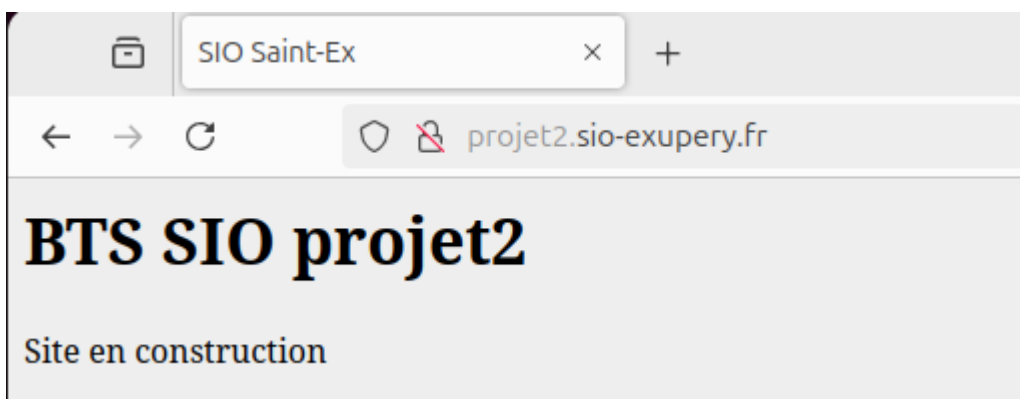 SIO Saint-Ex
projet2.sio-exupery.fr
BTS SIO projet2
Site en construction